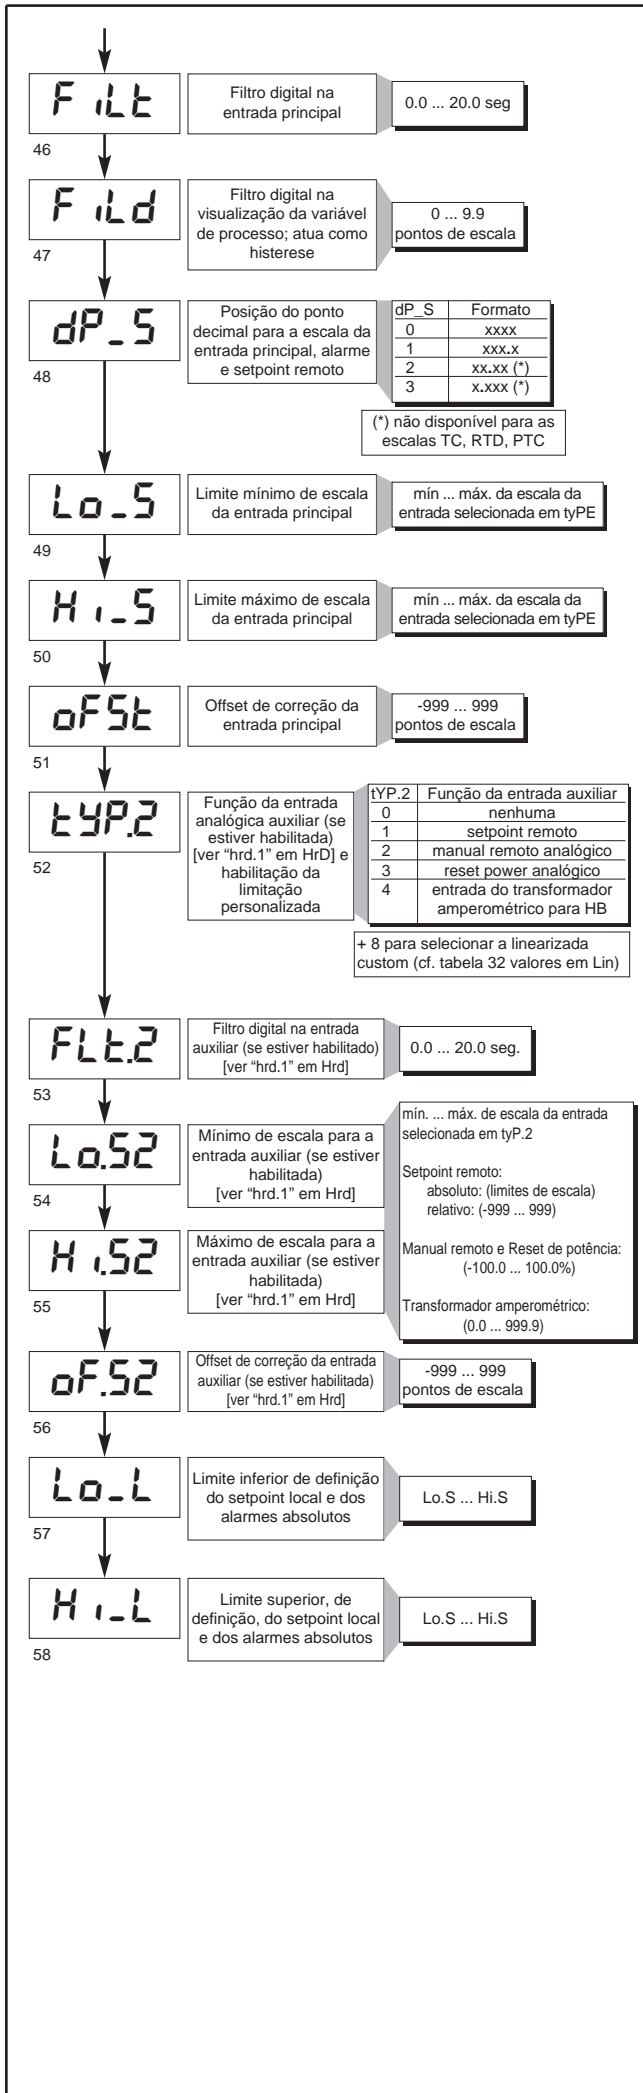 FiLt
Filtro digital na
entrada principal
0.0 ... 20.0 seg
46
FiLd
Filtro digital na
visualização da variável
de processo; atua como
histerese
0 ... 9.9
pontos de escala
47
dP_S
Posição do ponto
decimal para a escala da
entrada principal, alarme
e setpoint remoto
dP_S Formato
0 xxxx
1 xxx.x
2 xx.xx (*)
3 x.xxx (*)
48
(*) não disponível para as
escalas TC, RTD, PTC
Lo_S
Limite mínimo de escala
da entrada principal
mín ... máx. da escala da
entrada selecionada em tyPE
49
Hi_S
Limite máximo de escala
da entrada principal
mín ... máx. da escala da
entrada selecionada em tyPE
50
oFSt
Offset de correção da
entrada principal
-999 ... 999
pontos de escala
51
tYP.2
Função da entrada
analógica auxiliar (se
estiver habilitada)
[ver “hrd.1” em HrD] e
habilitação da
limitação
personalizada
tYP.2 Função da entrada auxiliar
0 nenhuma
1 setpoint remoto
2 manual remoto analógico
3 reset power analógico
4 entrada do transformador
amperométrico para HB
52
+ 8 para selecionar a linearizada
custom (cf. tabela 32 valores em Lin)
FLt.2
Filtro digital na entrada
auxiliar (se estiver habilitado)
[ver “hrd.1” em Hrd]
0.0 ... 20.0 seg.
53
Lo.S2
Mínimo de escala para a
entrada auxiliar (se estiver
habilitada)
[ver “hrd.1” em Hrd]
54
mín. ... máx. de escala da entrada
selecionada em tyP.2
Setpoint remoto:
absoluto: (limites de escala)
relativo: (-999 ... 999)
Manual remoto e Reset de potência:
(-100.0 ... 100.0%)
Transformador amperométrico:
(0.0 ... 999.9)
Hi.S2
Máximo de escala para a
entrada auxiliar (se estiver
habilitada)
[ver “hrd.1” em Hrd]
55
oF.S2
Offset de correção da entrada
auxiliar (se estiver habilitada)
[ver “hrd.1” em Hrd]
-999 ... 999
pontos de escala
56
Lo_L
Limite inferior de definição
do setpoint local e dos
alarmes absolutos
Lo.S ... Hi.S
57
Hi_L
Limite superior, de
definição, do setpoint local
e dos alarmes absolutos
Lo.S ... Hi.S
58